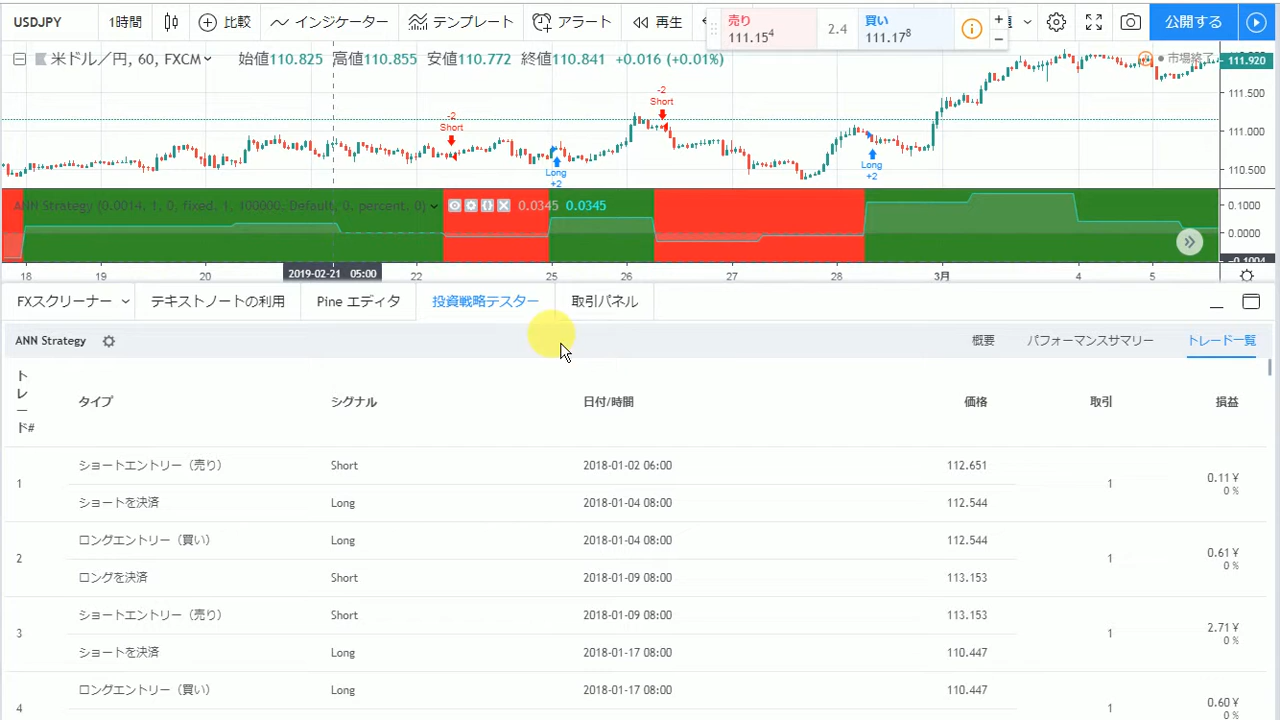 USDJPY 1時間 比較 インジケーター テンプレート アラート 再生 公開する
売り 111.15⁴ 2.4 買い 111.17⁸
米ドル／円, 60, FXCM 始値110.825 高値110.855 安値110.772 終値110.841 +0.016 (+0.01%)
市場終了
111.920
111.500
111.000
110.500
-2
Short
Long
+2
-2
Short
Long
+2
ANN Strategy (0.0014, 1, 0, fixed, 1, 100000, Default, 0, percent, 0) 0.0345 0.0345
0.1000
0.0000
-0.1004
18 19 20 2019-02-21 05:00 22 25 26 27 28 3月 4 5
FXスクリーナー テキストノートの利用 Pine エディタ 投資戦略テスター 取引パネル
ANN Strategy 概要 パフォーマンスサマリー トレード一覧
トレード# タイプ シグナル 日付/時間 価格 取引 損益
1 ショートエントリー（売り） Short 2018-01-02 06:00 112.651 1 0.11 ¥
0 %
ショートを決済 Long 2018-01-04 08:00 112.544
2 ロングエントリー（買い） Long 2018-01-04 08:00 112.544 1 0.61 ¥
0 %
ロングを決済 Short 2018-01-09 08:00 113.153
3 ショートエントリー（売り） Short 2018-01-09 08:00 113.153 1 2.71 ¥
0 %
ショートを決済 Long 2018-01-17 08:00 110.447
4 ロングエントリー（買い） Long 2018-01-17 08:00 110.447 1 0.60 ¥
0 %